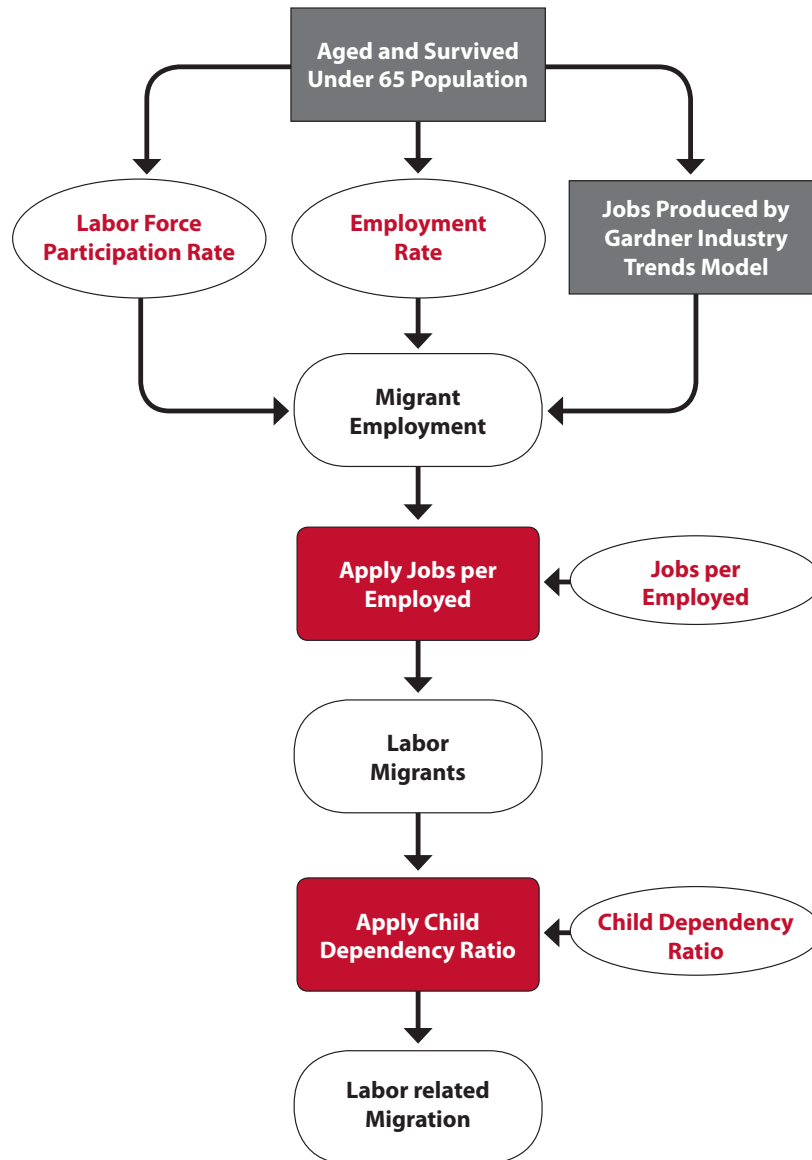 Aged and Survived
Under 65 Population
Labor Force
Participation Rate
Employment
Rate
Jobs Produced by
Gardner Industry
Trends Model
Migrant
Employment
Apply Jobs per
Employed
Jobs per
Employed
Labor
Migrants
Apply Child
Dependency Ratio
Child Dependency
Ratio
Labor related
Migration